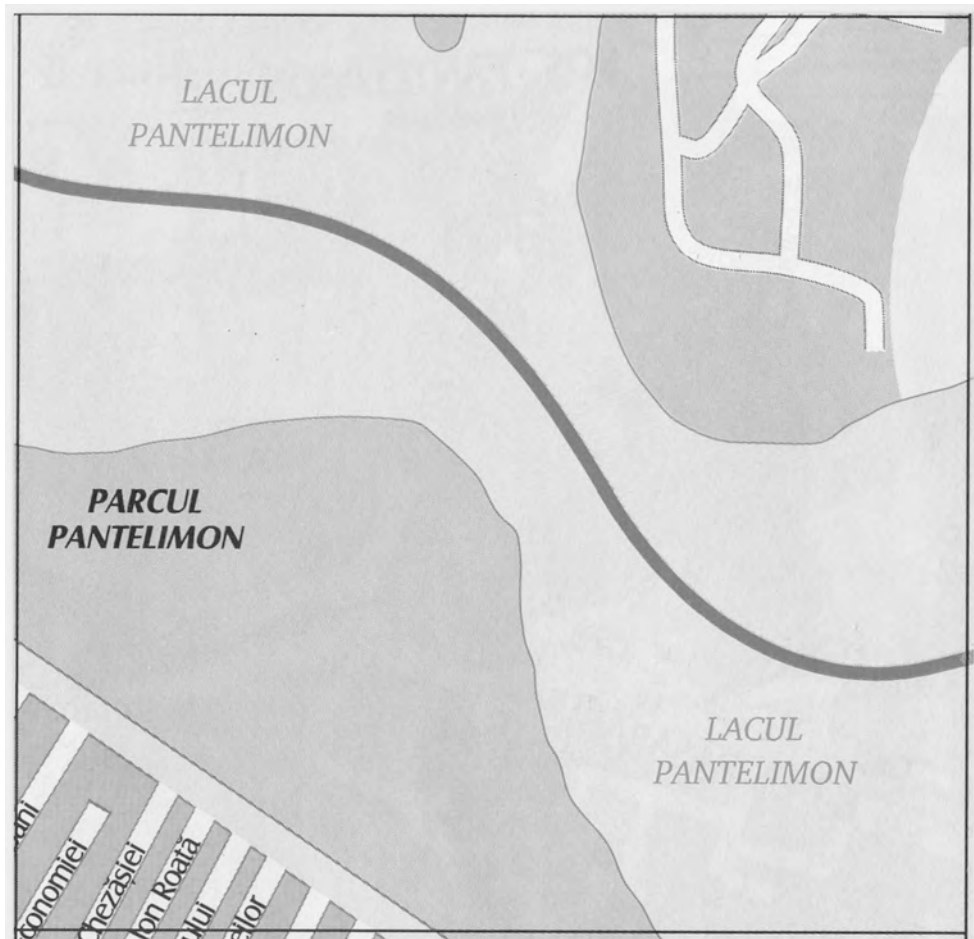 LACUL
PANTELIMON
PARCUL
PANTELIMON
LACUL
PANTELIMON
Chezășiei
Ion Roată